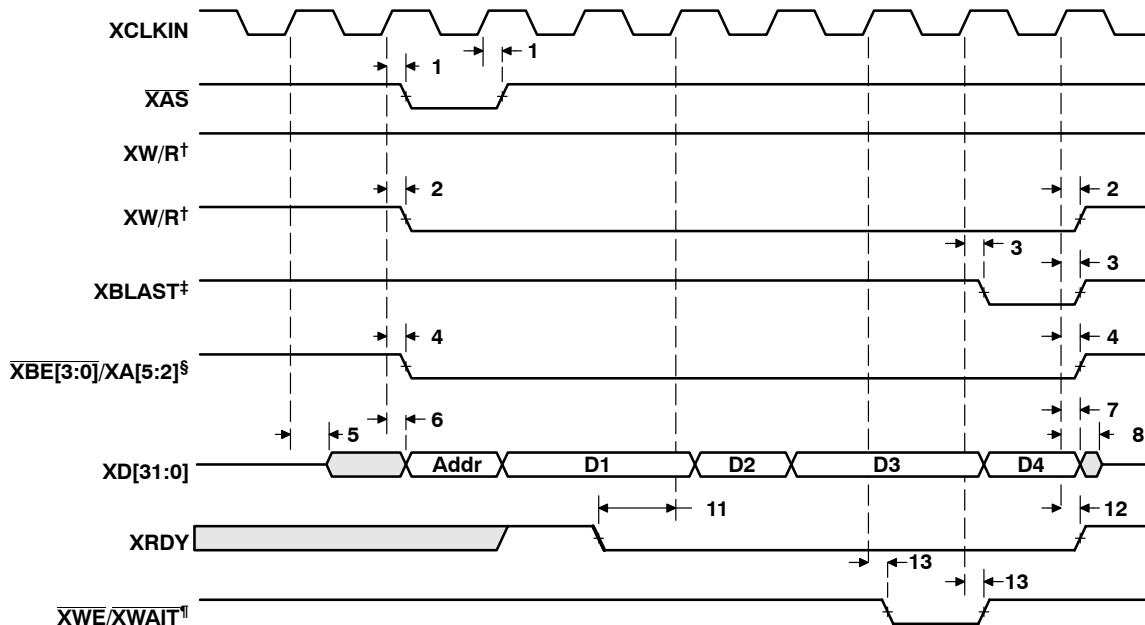 XCLKIN
1
1
XAS
XW/R†
2
2
XW/R†
3
3
XBLAST‡
4
4
XBE[3:0]/XA[5:2]§
6
7
5
8
XD[31:0]
Addr
D1
D2
D3
D4
11
12
XRDY
13
13
XWE/XWAIT¶